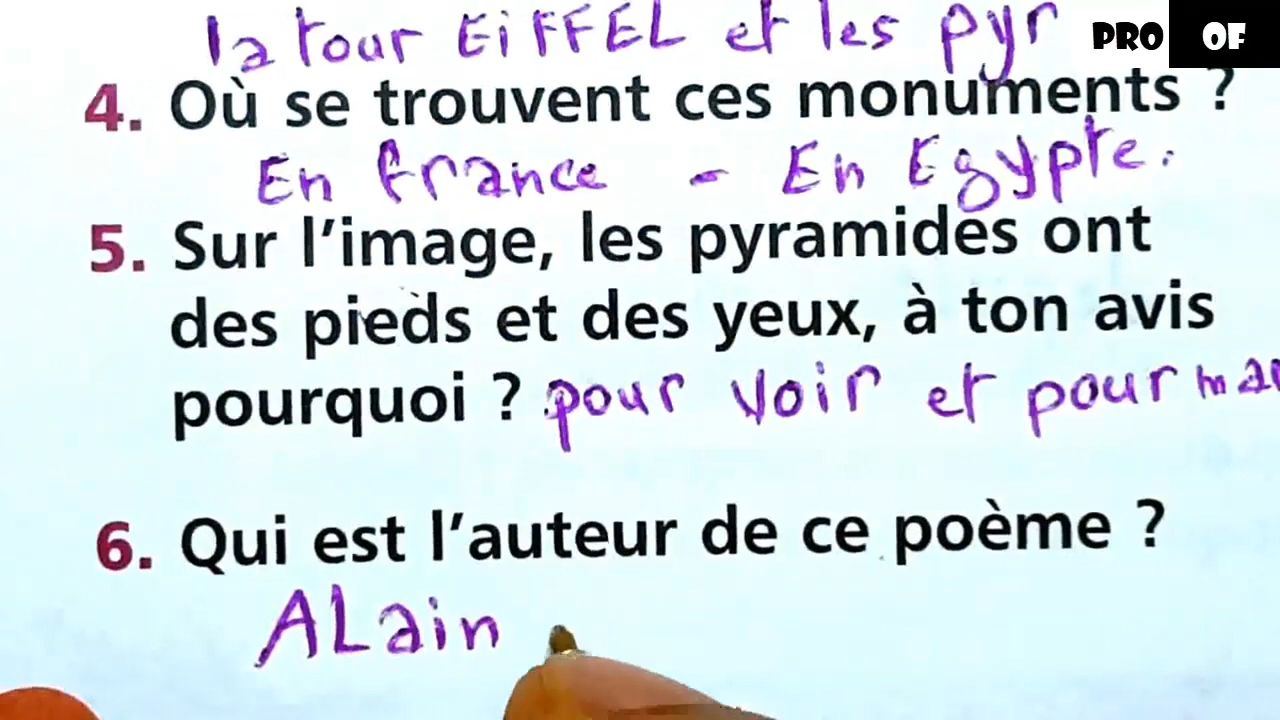 la tour EiFFEL et les pyr
PRO OF
4. Où se trouvent ces monuments ?
En france - En Egypte.
5. Sur l'image, les pyramides ont
des pieds et des yeux, à ton avis
pourquoi ? pour voir et pour mar
6. Qui est l'auteur de ce poème ?
ALain